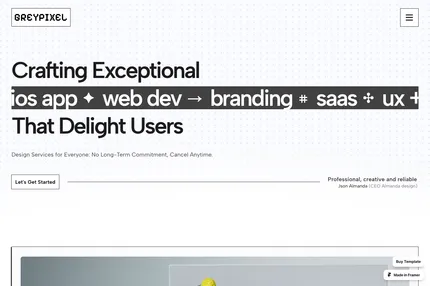 GREYPIXEL
Crafting Exceptional
ios app ✦ web dev → branding ⌗ saas ✣ ux +
That Delight Users
Design Services for Everyone: No Long-Term Commitment, Cancel Anytime.
Let's Get Started
Professional, creative and reliable
Json Almanda (CEO Almanda design)
Buy Template
Made in Framer